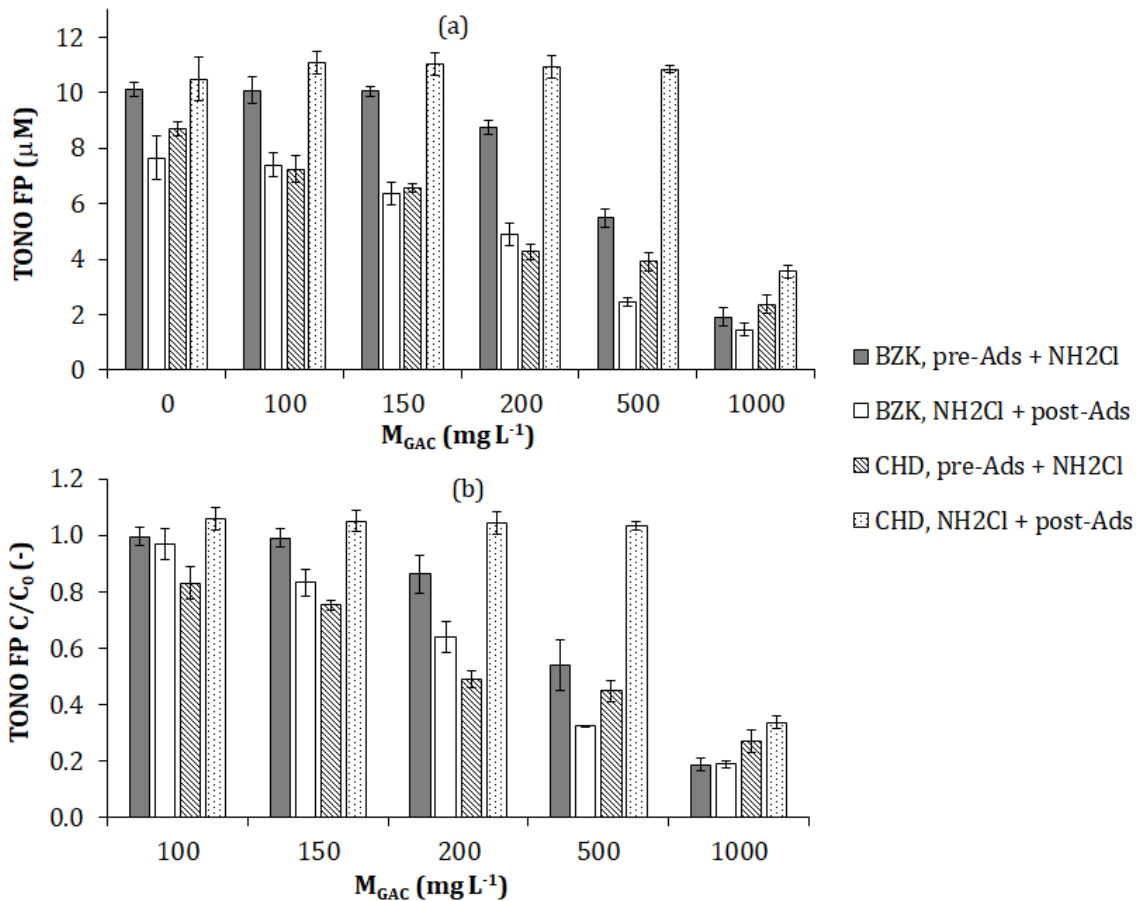 (a)
TONO FP (μM)
12
10
8
6
4
2
0
0 100 150 200 500 1000
M_GAC (mg L⁻¹)
BZK, pre-Ads + NH2Cl
BZK, NH2Cl + post-Ads
CHD, pre-Ads + NH2Cl
CHD, NH2Cl + post-Ads
(b)
TONO FP C/C₀ (-)
1.2
1.0
0.8
0.6
0.4
0.2
0.0
100 150 200 500 1000
M_GAC (mg L⁻¹)